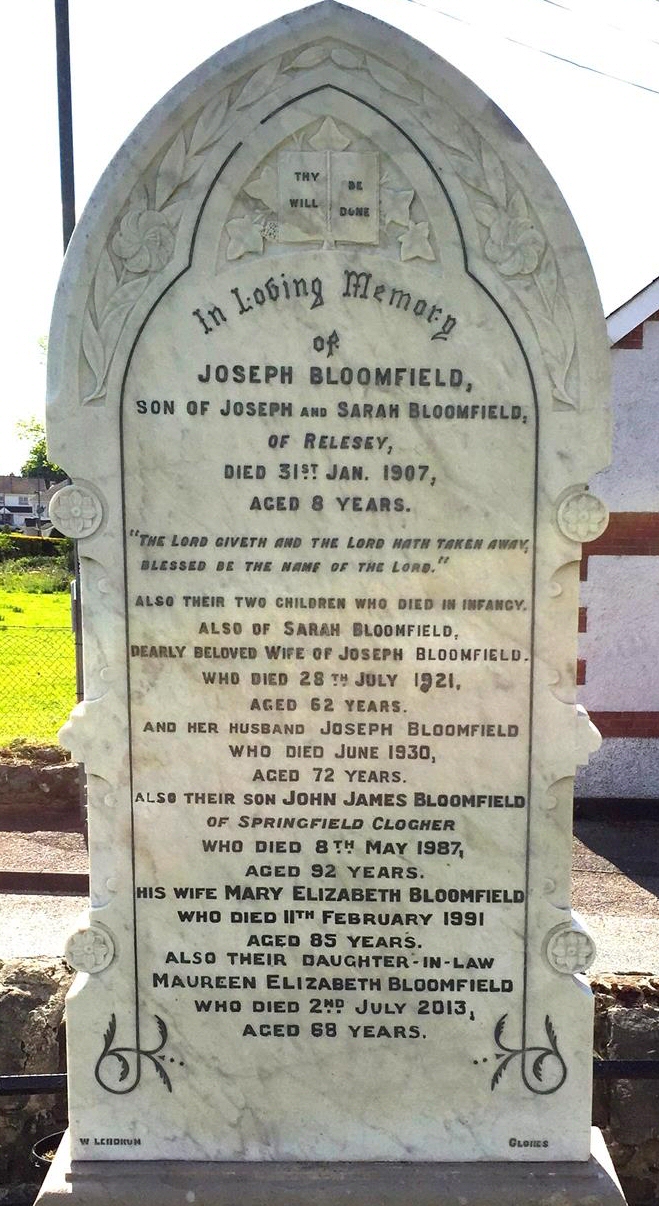 THY
WILL
BE
DONE
In Loving Memory
of
JOSEPH BLOOMFIELD,
SON OF JOSEPH AND SARAH BLOOMFIELD,
OF RELESEY,
DIED 31ST JAN. 1907,
AGED 8 YEARS.
"THE LORD GIVETH AND THE LORD HATH TAKEN AWAY,
BLESSED BE THE NAME OF THE LORD."
ALSO THEIR TWO CHILDREN WHO DIED IN INFANCY.
ALSO OF SARAH BLOOMFIELD,
DEARLY BELOVED WIFE OF JOSEPH BLOOMFIELD.
WHO DIED 28TH JULY 1921,
AGED 62 YEARS.
AND HER HUSBAND JOSEPH BLOOMFIELD
WHO DIED JUNE 1930,
AGED 72 YEARS.
ALSO THEIR SON JOHN JAMES BLOOMFIELD
OF SPRINGFIELD CLOGHER
WHO DIED 8TH MAY 1987,
AGED 92 YEARS.
HIS WIFE MARY ELIZABETH BLOOMFIELD
WHO DIED 11TH FEBRUARY 1991
AGED 85 YEARS.
ALSO THEIR DAUGHTER-IN-LAW
MAUREEN ELIZABETH BLOOMFIELD
WHO DIED 2ND JULY 2013,
AGED 68 YEARS.
W LENDRUM
CLONES